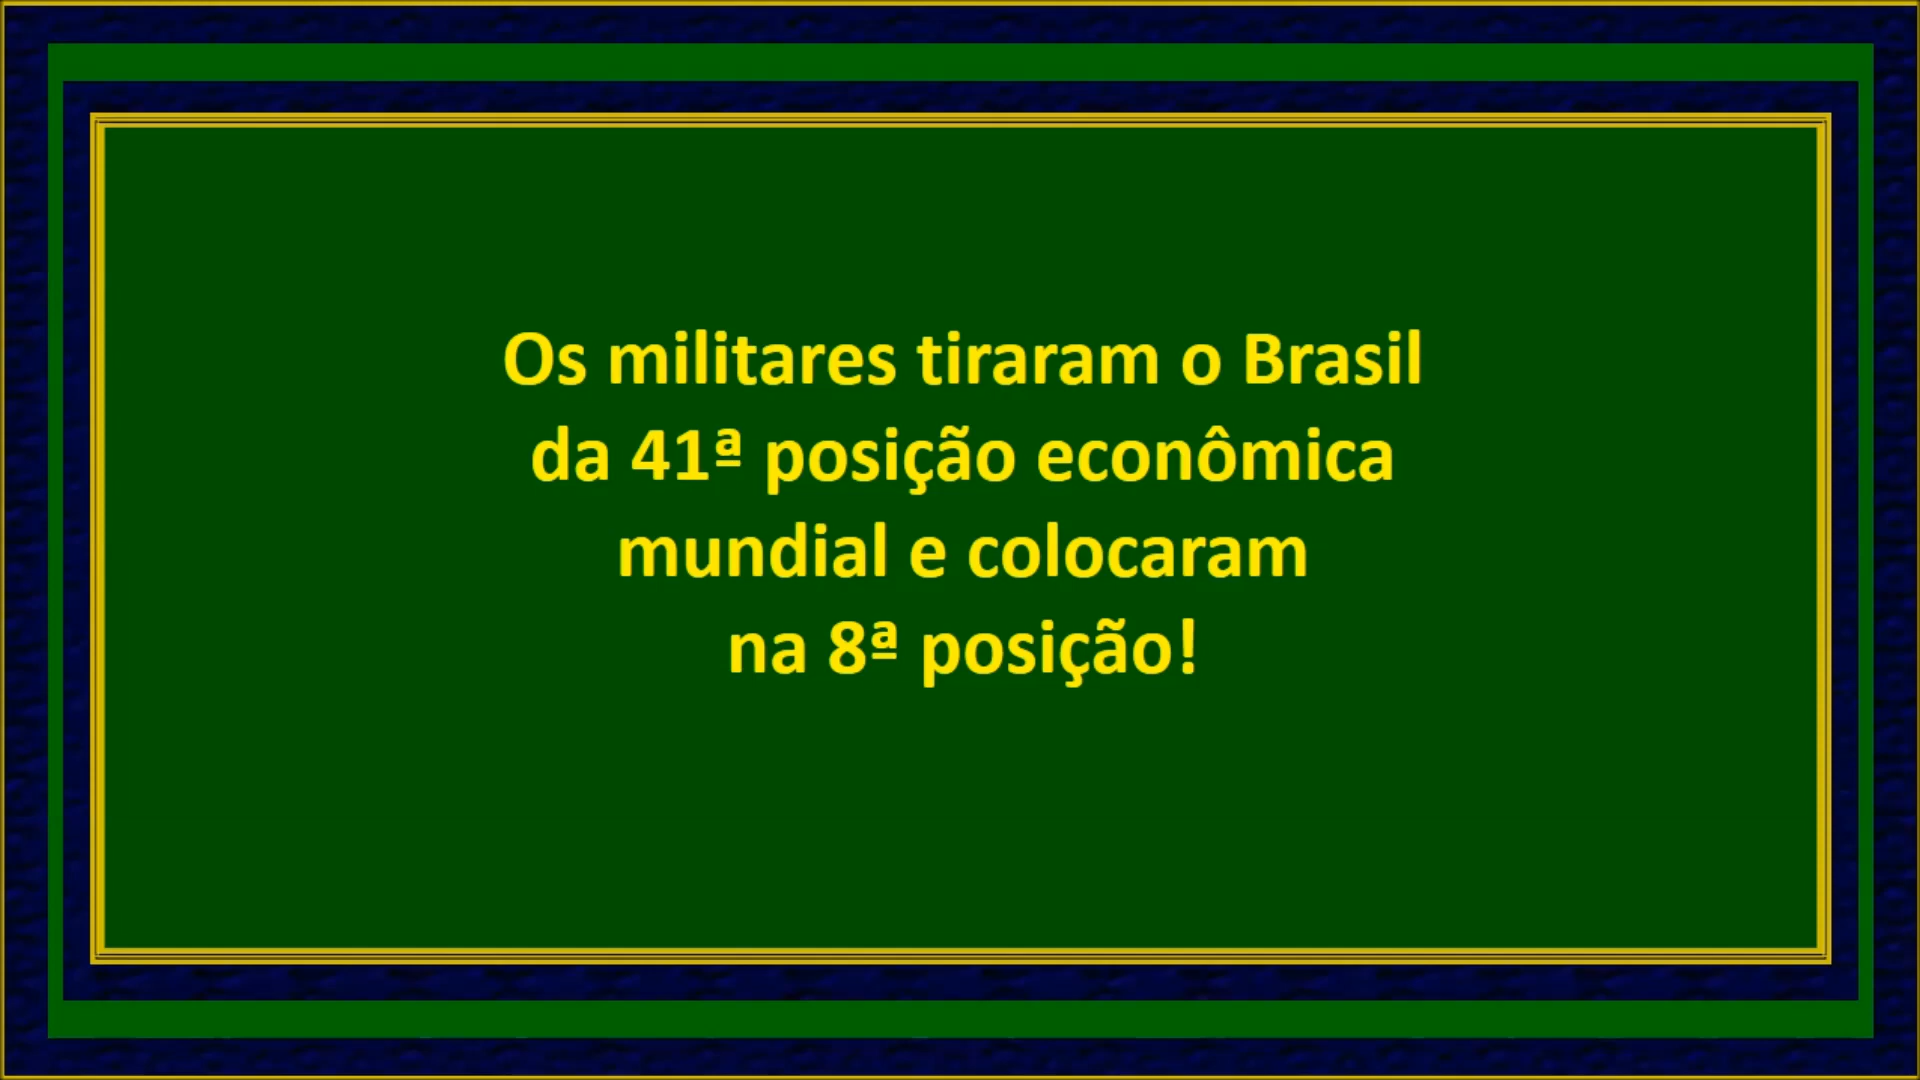 Os militares tiraram o Brasil
da 41ª posição econômica
mundial e colocaram
na 8ª posição!